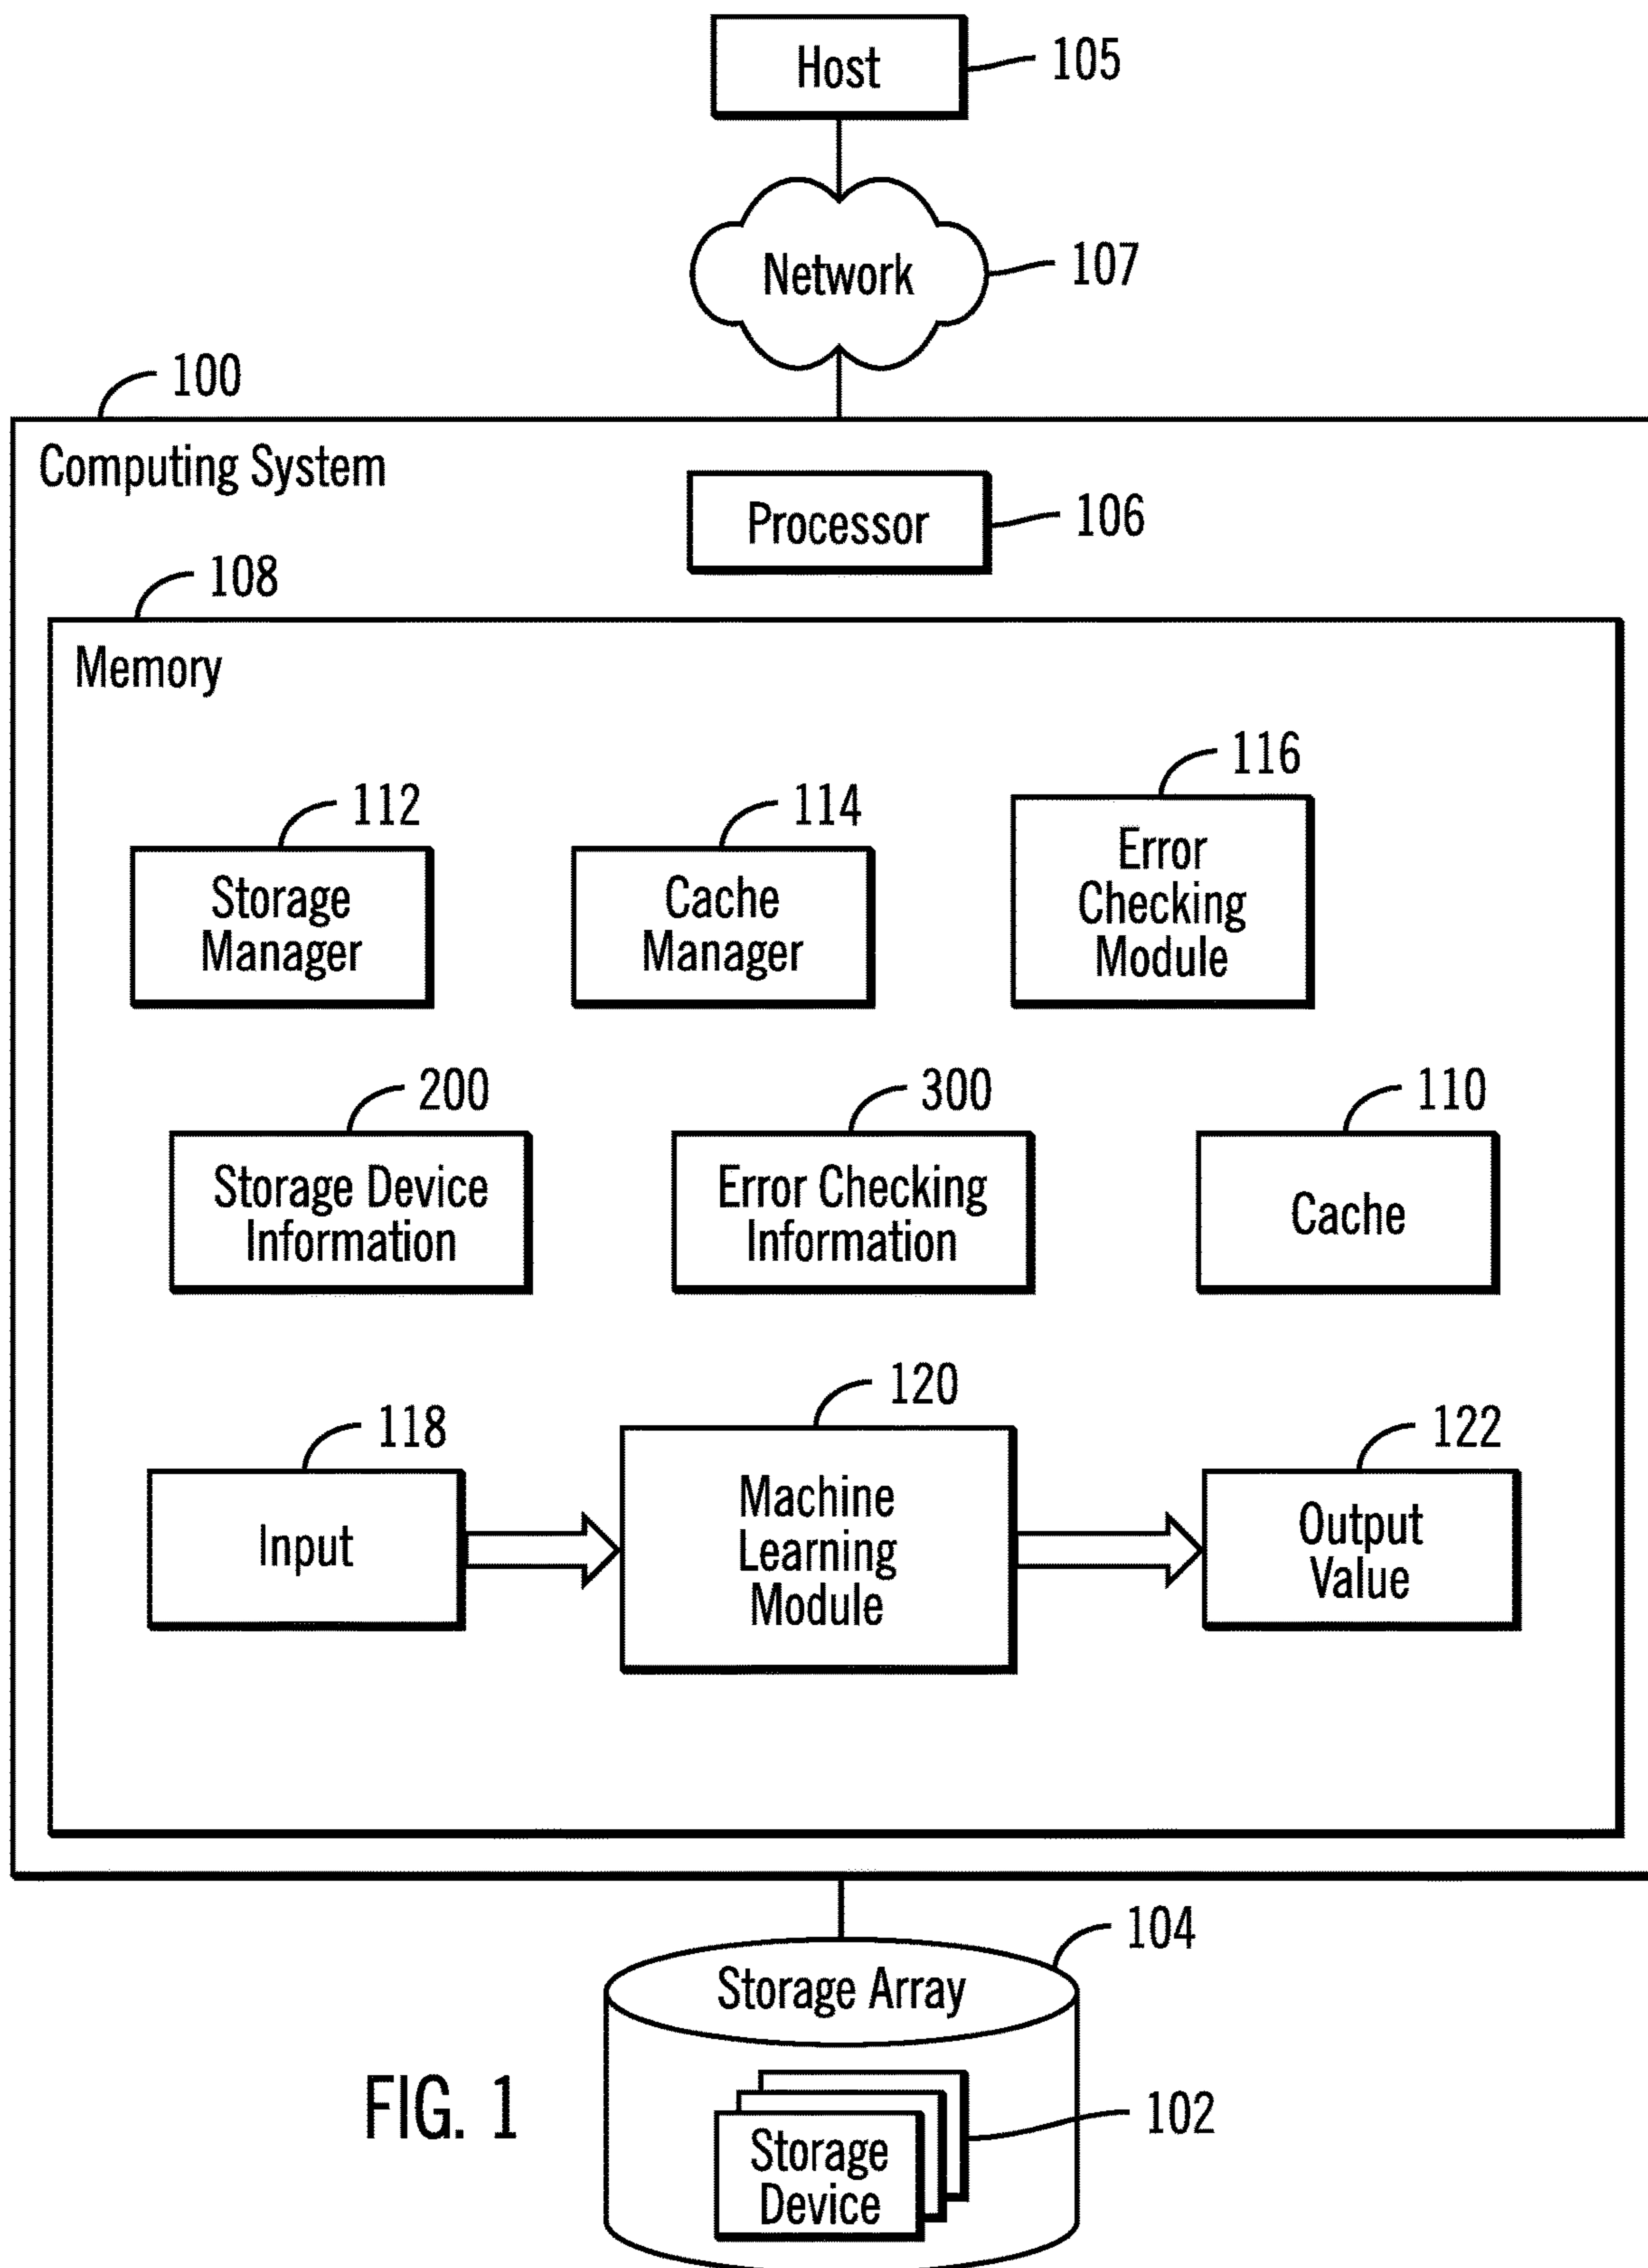 Host
105
Network
107
100
Computing System
Processor
106
108
Memory
112
Storage
Manager
114
Cache
Manager
116
Error
Checking
Module
200
Storage Device
Information
300
Error Checking
Information
110
Cache
118
Input
120
Machine
Learning
Module
122
Output
Value
104
Storage Array
102
Storage
Device
FIG. 1